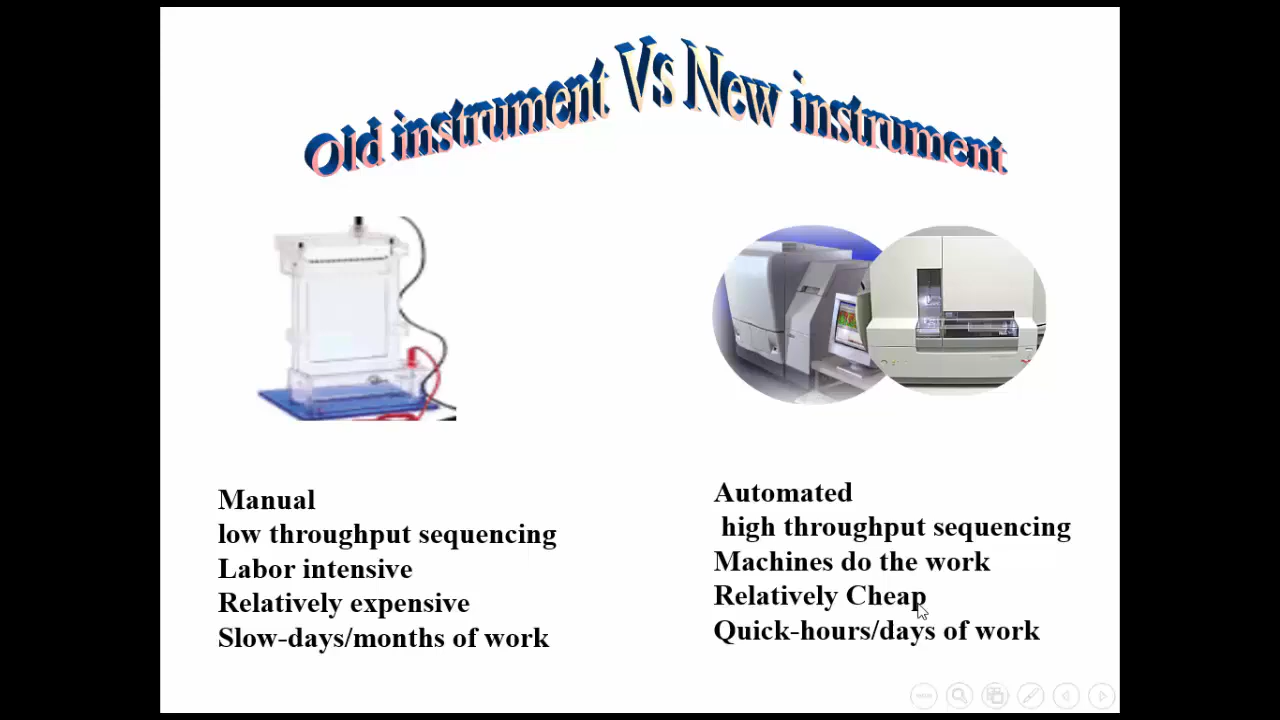 Old instrument Vs New instrument
Manual
low throughput sequencing
Labor intensive
Relatively expensive
Slow-days/months of work
Automated
high throughput sequencing
Machines do the work
Relatively Cheap
Quick-hours/days of work